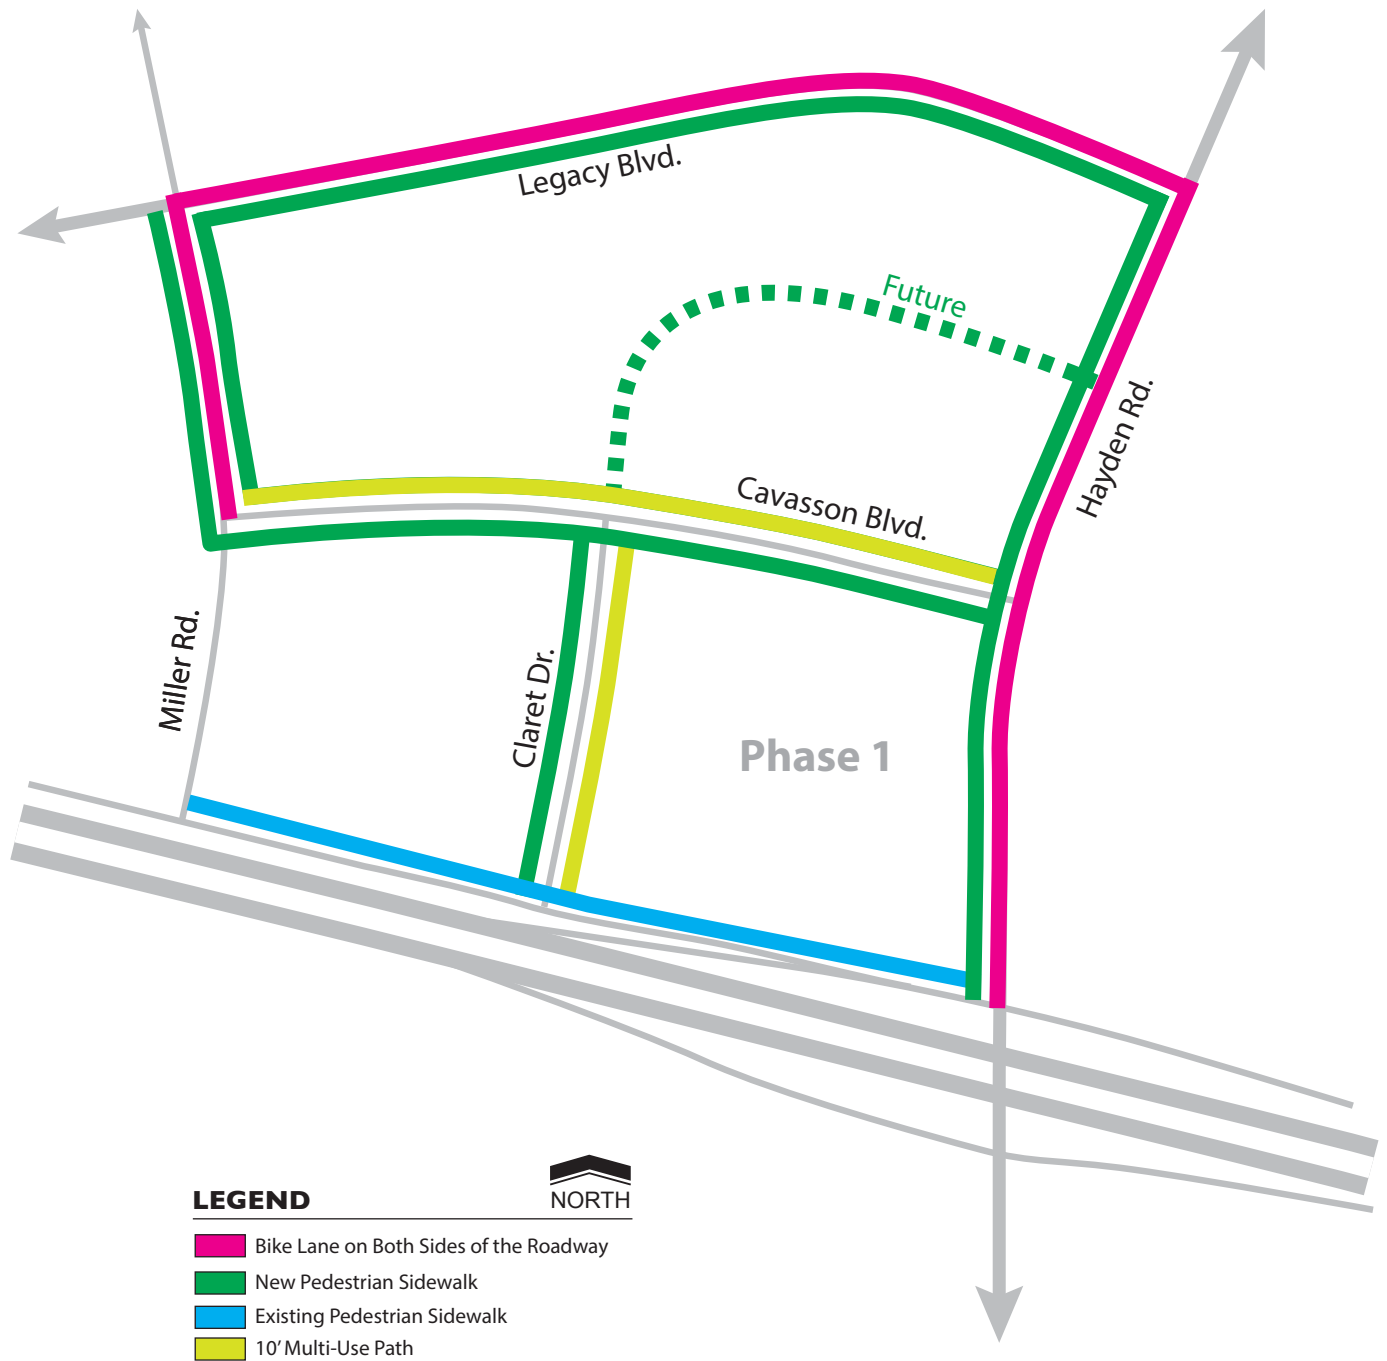 Legacy Blvd.
Future
Hayden Rd.
Cavasson Blvd.
Miller Rd.
Claret Dr.
Phase 1
NORTH
LEGEND
Bike Lane on Both Sides of the Roadway
New Pedestrian Sidewalk
Existing Pedestrian Sidewalk
10' Multi-Use Path